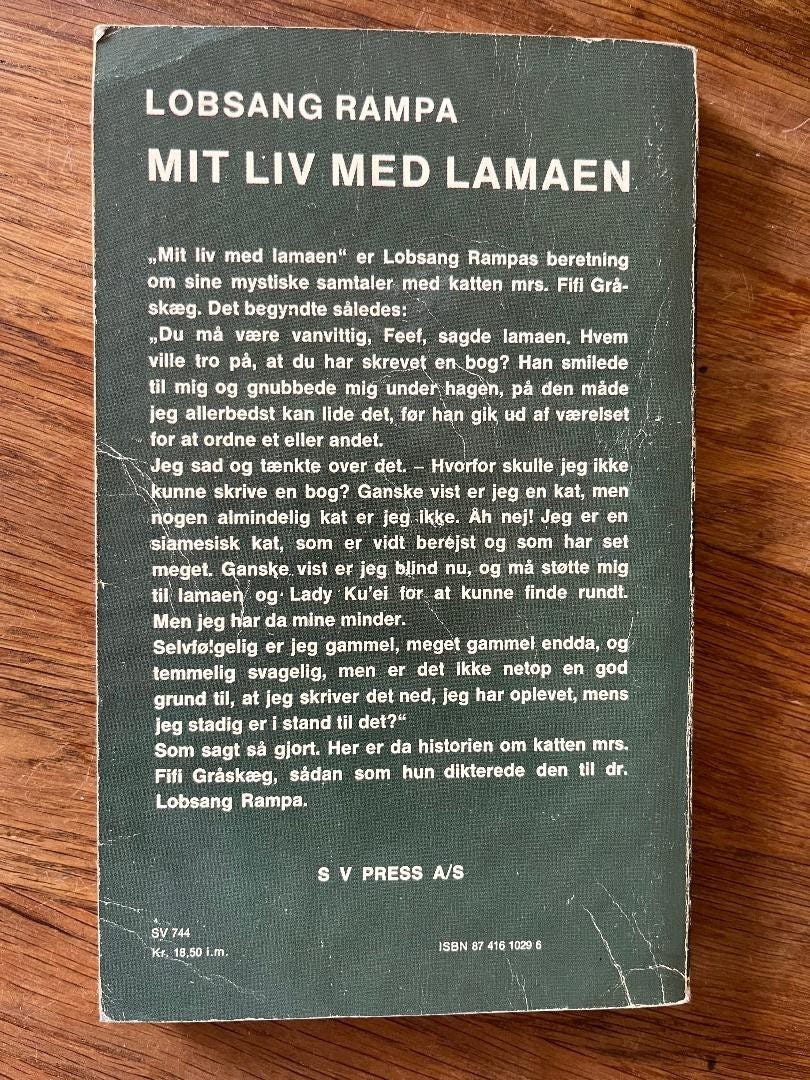 LOBSANG RAMPA
MIT LIV MED LAMAEN
„Mit liv med lamaen“ er Lobsang Rampas beretning
om sine mystiske samtaler med katten mrs. Fifi Grå-
skæg. Det begyndte således:
„Du må være vanvittig, Feef, sagde lamaen. Hvem
ville tro på, at du har skrevet en bog? Han smilede
til mig og gnubbede mig under hagen, på den måde
jeg allerbedst kan lide det, før han gik ud af værelset
for at ordne et eller andet.
Jeg sad og tænkte over det. – Hvorfor skulle jeg ikke
kunne skrive en bog? Ganske vist er jeg en kat, men
nogen almindelig kat er jeg ikke. Åh nej! Jeg er en
siamesisk kat, som er vidt berejst og som har set
meget. Ganske vist er jeg blind nu, og må støtte mig
til lamaen og Lady Ku'ei for at kunne finde rundt.
Men jeg har da mine minder.
Selvfølgelig er jeg gammel, meget gammel endda, og
temmelig svagelig, men er det ikke netop en god
grund til, at jeg skriver det ned, jeg har oplevet, mens
jeg stadig er i stand til det?“
Som sagt så gjort. Her er da historien om katten mrs.
Fifi Gråskæg, sådan som hun dikterede den til dr.
Lobsang Rampa.
S V PRESS A/S
SV 744
Kr. 18,50 i.m.
ISBN 87 416 1029 6